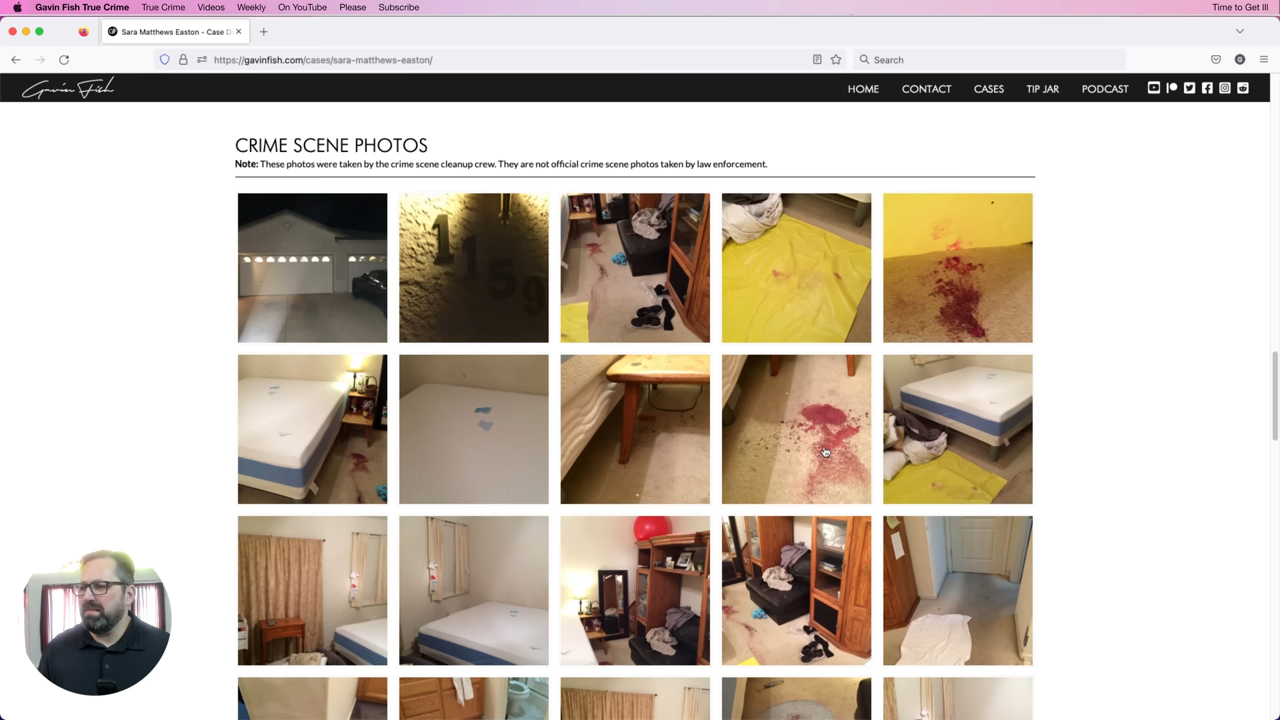 Gavin Fish True Crime True Crime Videos Weekly On YouTube Please Subscribe Time to Get Ill
Sara Matthews Easton - Case D
https://gavinfish.com/cases/sara-matthews-easton/ Search
Gavin Fish HOME CONTACT CASES TIP JAR PODCAST
CRIME SCENE PHOTOS
Note: These photos were taken by the crime scene cleanup crew. They are not official crime scene photos taken by law enforcement.
1159